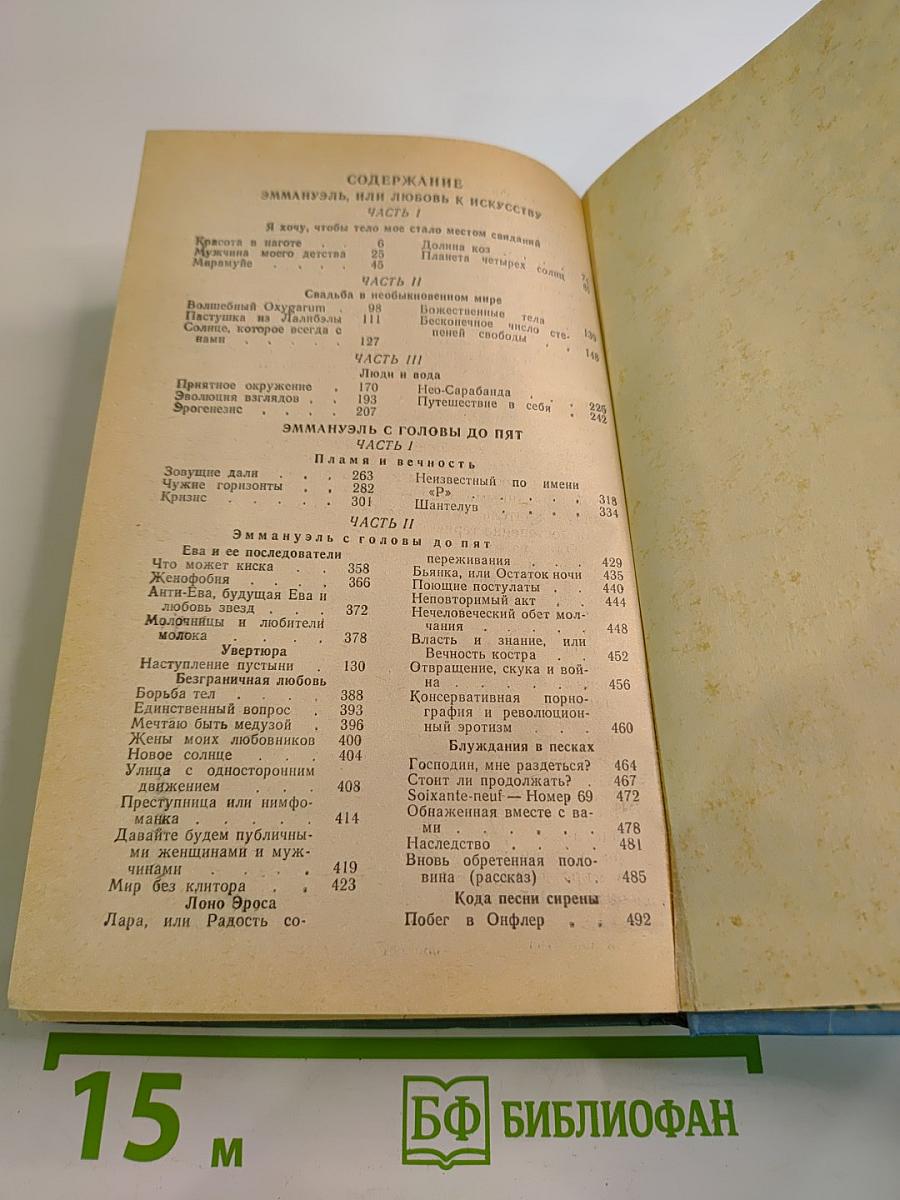 СОДЕРЖАНИЕ
ЭММАНУЭЛЬ, ИЛИ ЛЮБОВЬ К ИСКУССТВУ
ЧАСТЬ I
Я хочу, чтобы тело мое стало местом свиданий
Красота в наготе . . 6
Мужчина моего детства 25
Марамуйе . . . . 45
Долина коз . . . .
Планета четырех солнц
ЧАСТЬ II
Свадьба в необыкновенном мире
Волшебный Oxygarum . 98
Пастушка из Лалибэлы 111
Солнце, которое всегда с
нами . . . . . 127
Божественные тела
Бесконечное число сте-
пеней свободы . . 148
ЧАСТЬ III
Люди и вода
Приятное окружение . 170
Эволюция взглядов . . 193
Эрогенезис . . . . 207
Нео-Сарабанда . . . 225
Путешествие в себя . 242
ЭММАНУЭЛЬ С ГОЛОВЫ ДО ПЯТ
ЧАСТЬ I
Пламя и вечность
Зовущие дали . . . 263
Чужие горизонты . . 282
Кризис . . . . . 301
Неизвестный по имени
«Р» . . . . . . 318
Шантелув . . . . 334
ЧАСТЬ II
Эммануэль с головы до пят
Ева и ее последователи
Что может киска . . 358
Женофобия . . . . 366
Анти-Ева, будущая Ева и
любовь звезд . . . 372
Молочницы и любители
молока . . . . 378
Увертюра
Наступление пустыни . 130
Безграничная любовь
Борьба тел . . . . 388
Единственный вопрос . 393
Мечтаю быть медузой . 396
Жены моих любовников 400
Новое солнце . . . 404
Улица с односторонним
движением . . . . 408
Преступница или нимфо-
манка . . . . . 414
Давайте будем публичны-
ми женщинами и муж-
чинами . . . . 419
Мир без клитора . . 423
Лоно Эроса
Лара, или Радость со-
переживания . . . 429
Бьянка, или Остаток ночи 435
Поющие постулаты . . 440
Неповторимый акт . . 444
Нечеловеческий обет мол-
чания . . . . . 448
Власть и знание, или
Вечность костра . . 452
Отвращение, скука и вой-
на . . . . . . 456
Консервативная порно-
графия и революцион-
ный эротизм . . . 460
Блуждания в песках
Господин, мне раздеться? 464
Стоит ли продолжать? . 467
Soixante-neuf — Номер 69 472
Обнаженная вместе с ва-
ми . . . . . . 478
Наследство . . . . 481
Вновь обретенная поло-
вина (рассказ) . . 485
Кода песни сирены
Побег в Онфлер . . 492
15 м
БФ БИБЛИОФАН